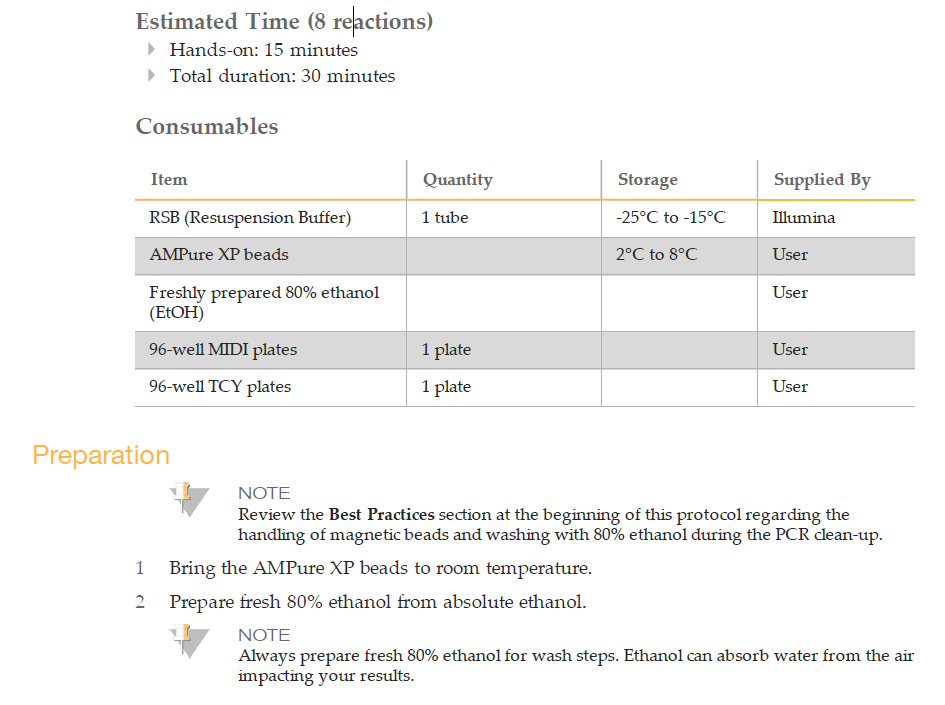 Estimated Time (8 reactions)
Hands-on: 15 minutes
Total duration: 30 minutes
Consumables
Item Quantity Storage Supplied By
RSB (Resuspension Buffer) 1 tube -25°C to -15°C Illumina
AMPure XP beads 2°C to 8°C User
Freshly prepared 80% ethanol User
(EtOH)
96-well MIDI plates 1 plate User
96-well TCY plates 1 plate User
Preparation
NOTE
Review the Best Practices section at the beginning of this protocol regarding the
handling of magnetic beads and washing with 80% ethanol during the PCR clean-up.
1 Bring the AMPure XP beads to room temperature.
2 Prepare fresh 80% ethanol from absolute ethanol.
NOTE
Always prepare fresh 80% ethanol for wash steps. Ethanol can absorb water from the air
impacting your results.